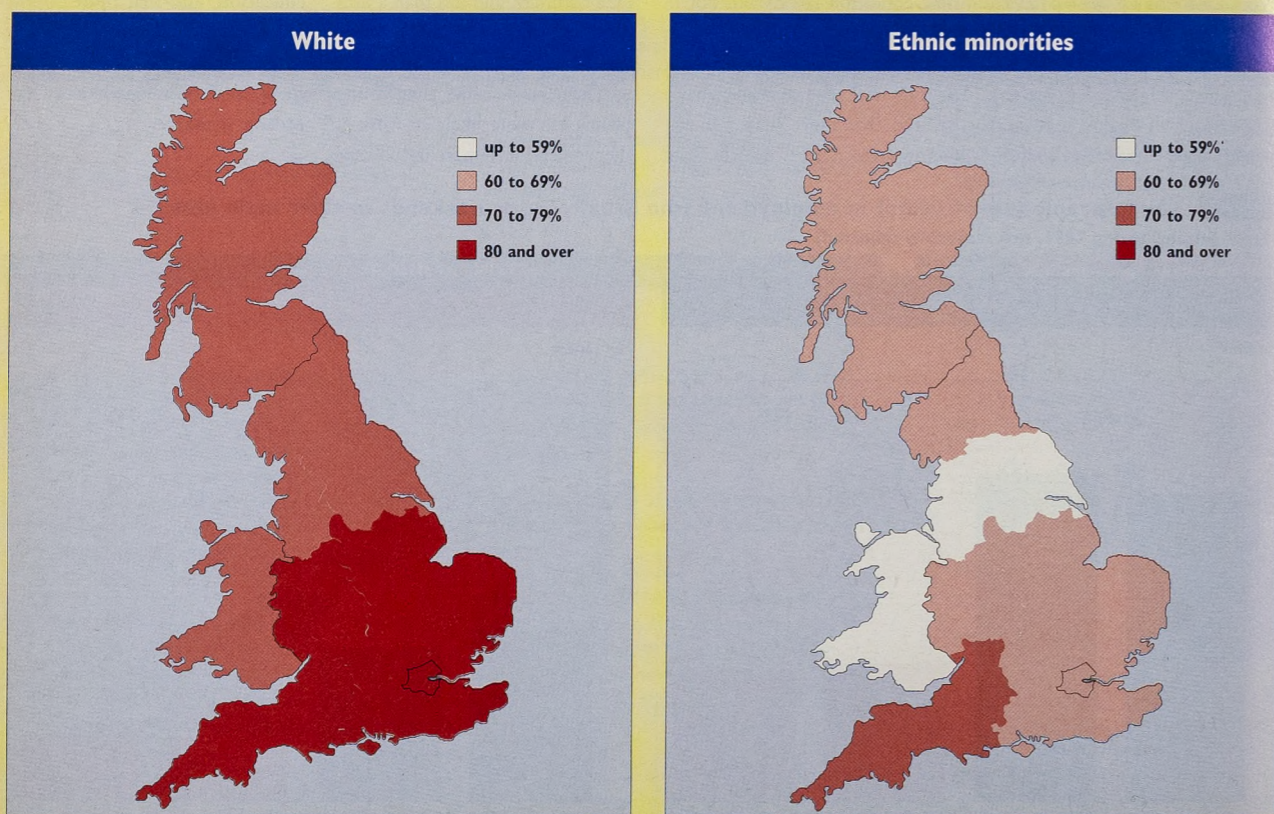 White
up to 59%
60 to 69%
70 to 79%
80 and over
Ethnic minorities
up to 59%
60 to 69%
70 to 79%
80 and over